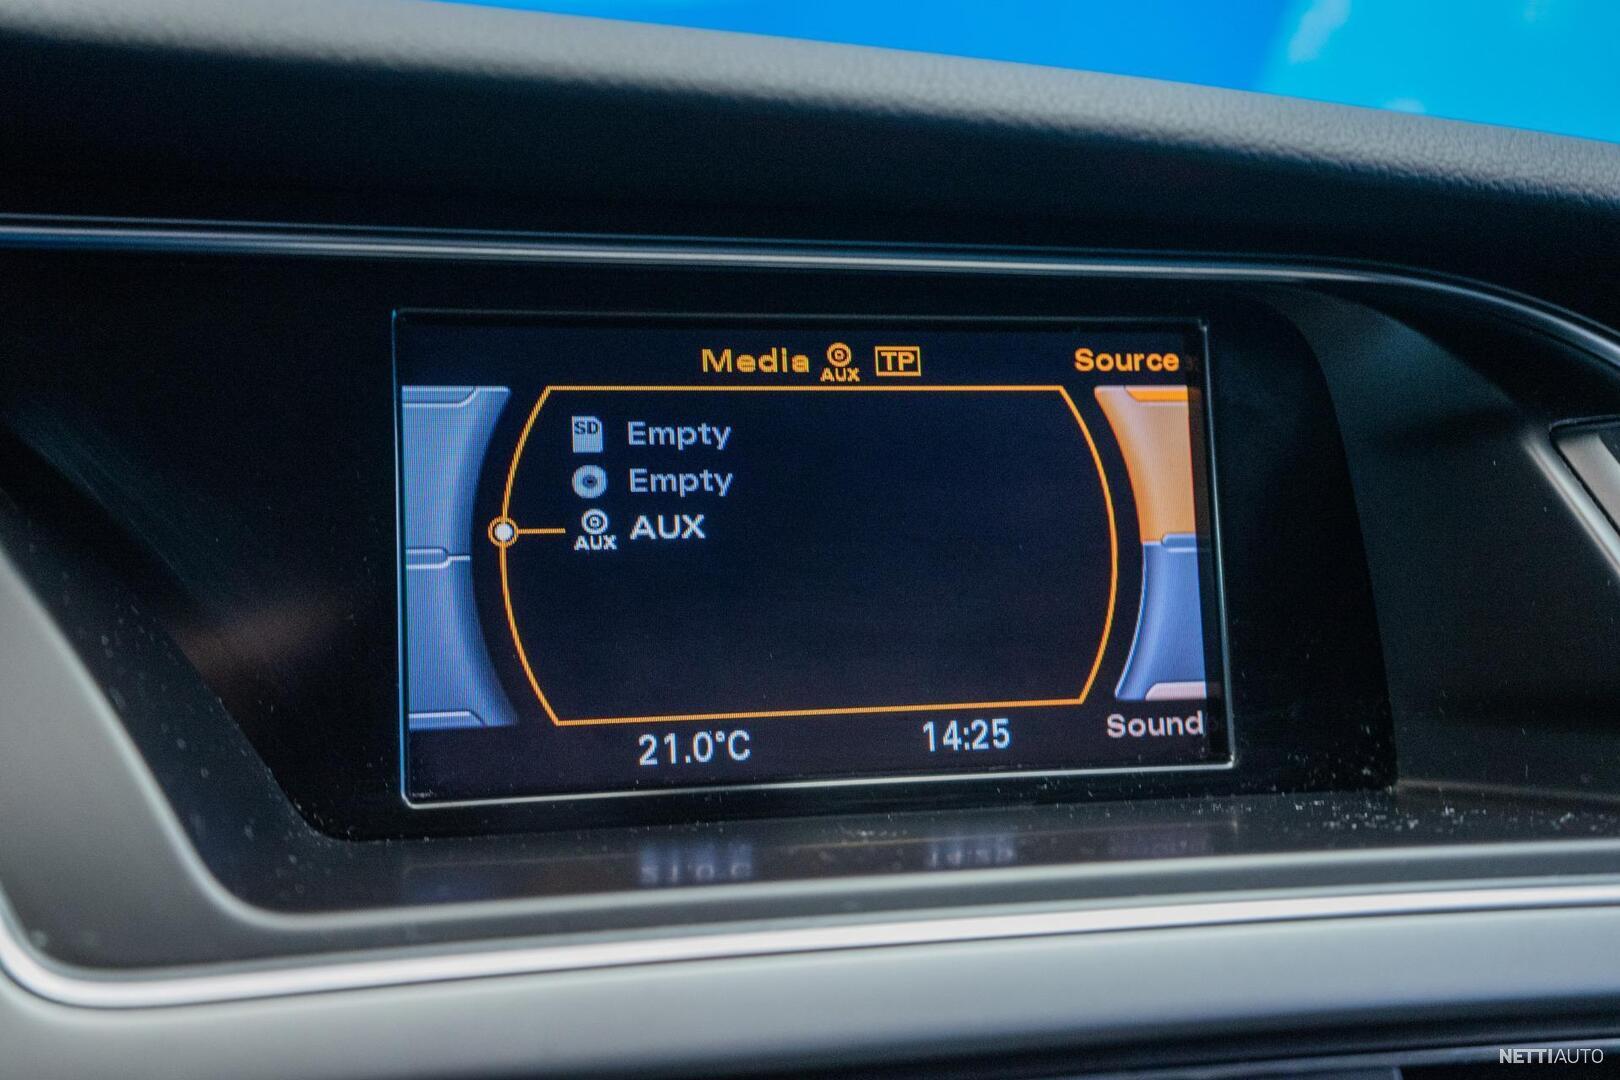 Media AUX TP Source
SD Empty
Empty
AUX AUX
21.0°C 14:25 Sound
NETTIAUTO